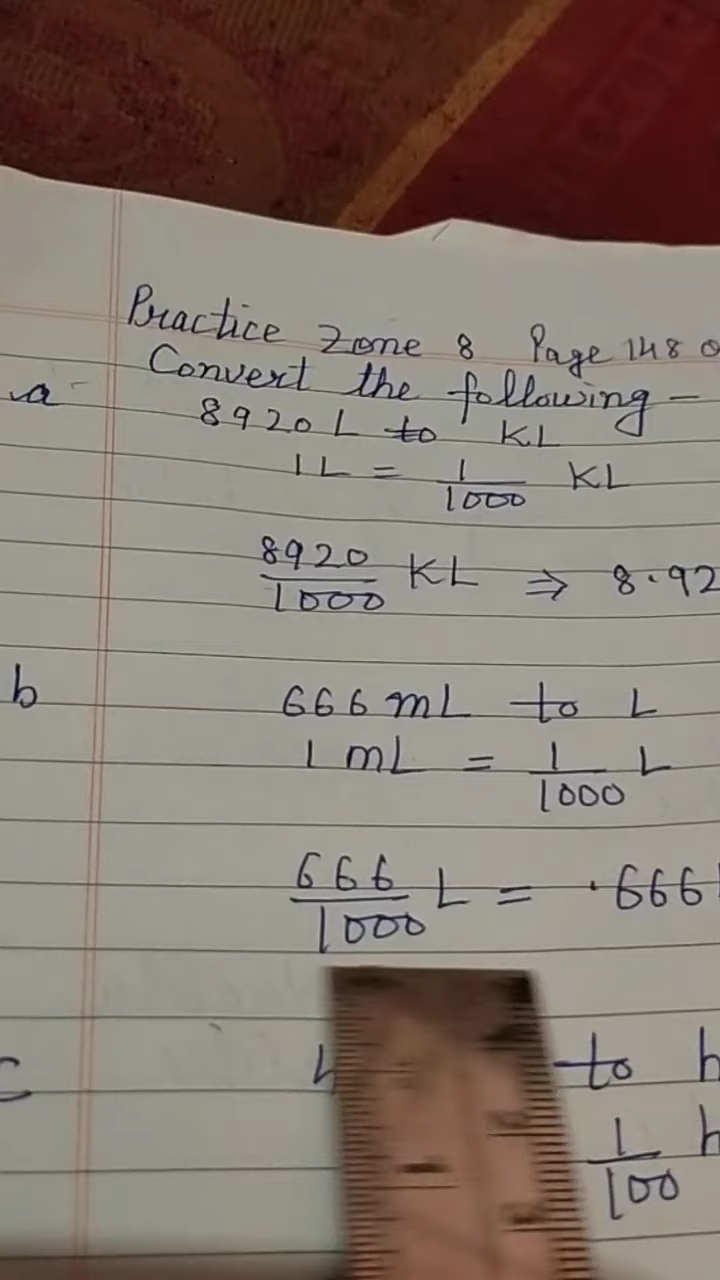 Practice Zone 8 Page 148
Convert the following -
a 8920 L to KL
1L = 1/1000 KL
8920/1000 KL ⇒ 8.92
b 666 mL to L
1 mL = 1/1000 L
666/1000 L = .666
c to h
1/100 h